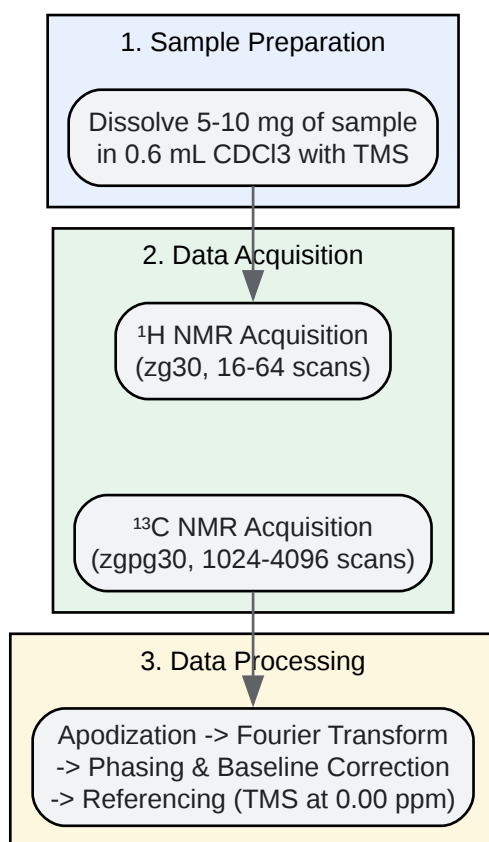 1. Sample Preparation
Dissolve 5-10 mg of sample
in 0.6 mL CDCl3 with TMS
2. Data Acquisition
¹H NMR Acquisition
(zg30, 16-64 scans)
¹³C NMR Acquisition
(zgpg30, 1024-4096 scans)
3. Data Processing
Apodization -> Fourier Transform
-> Phasing & Baseline Correction
-> Referencing (TMS at 0.00 ppm)